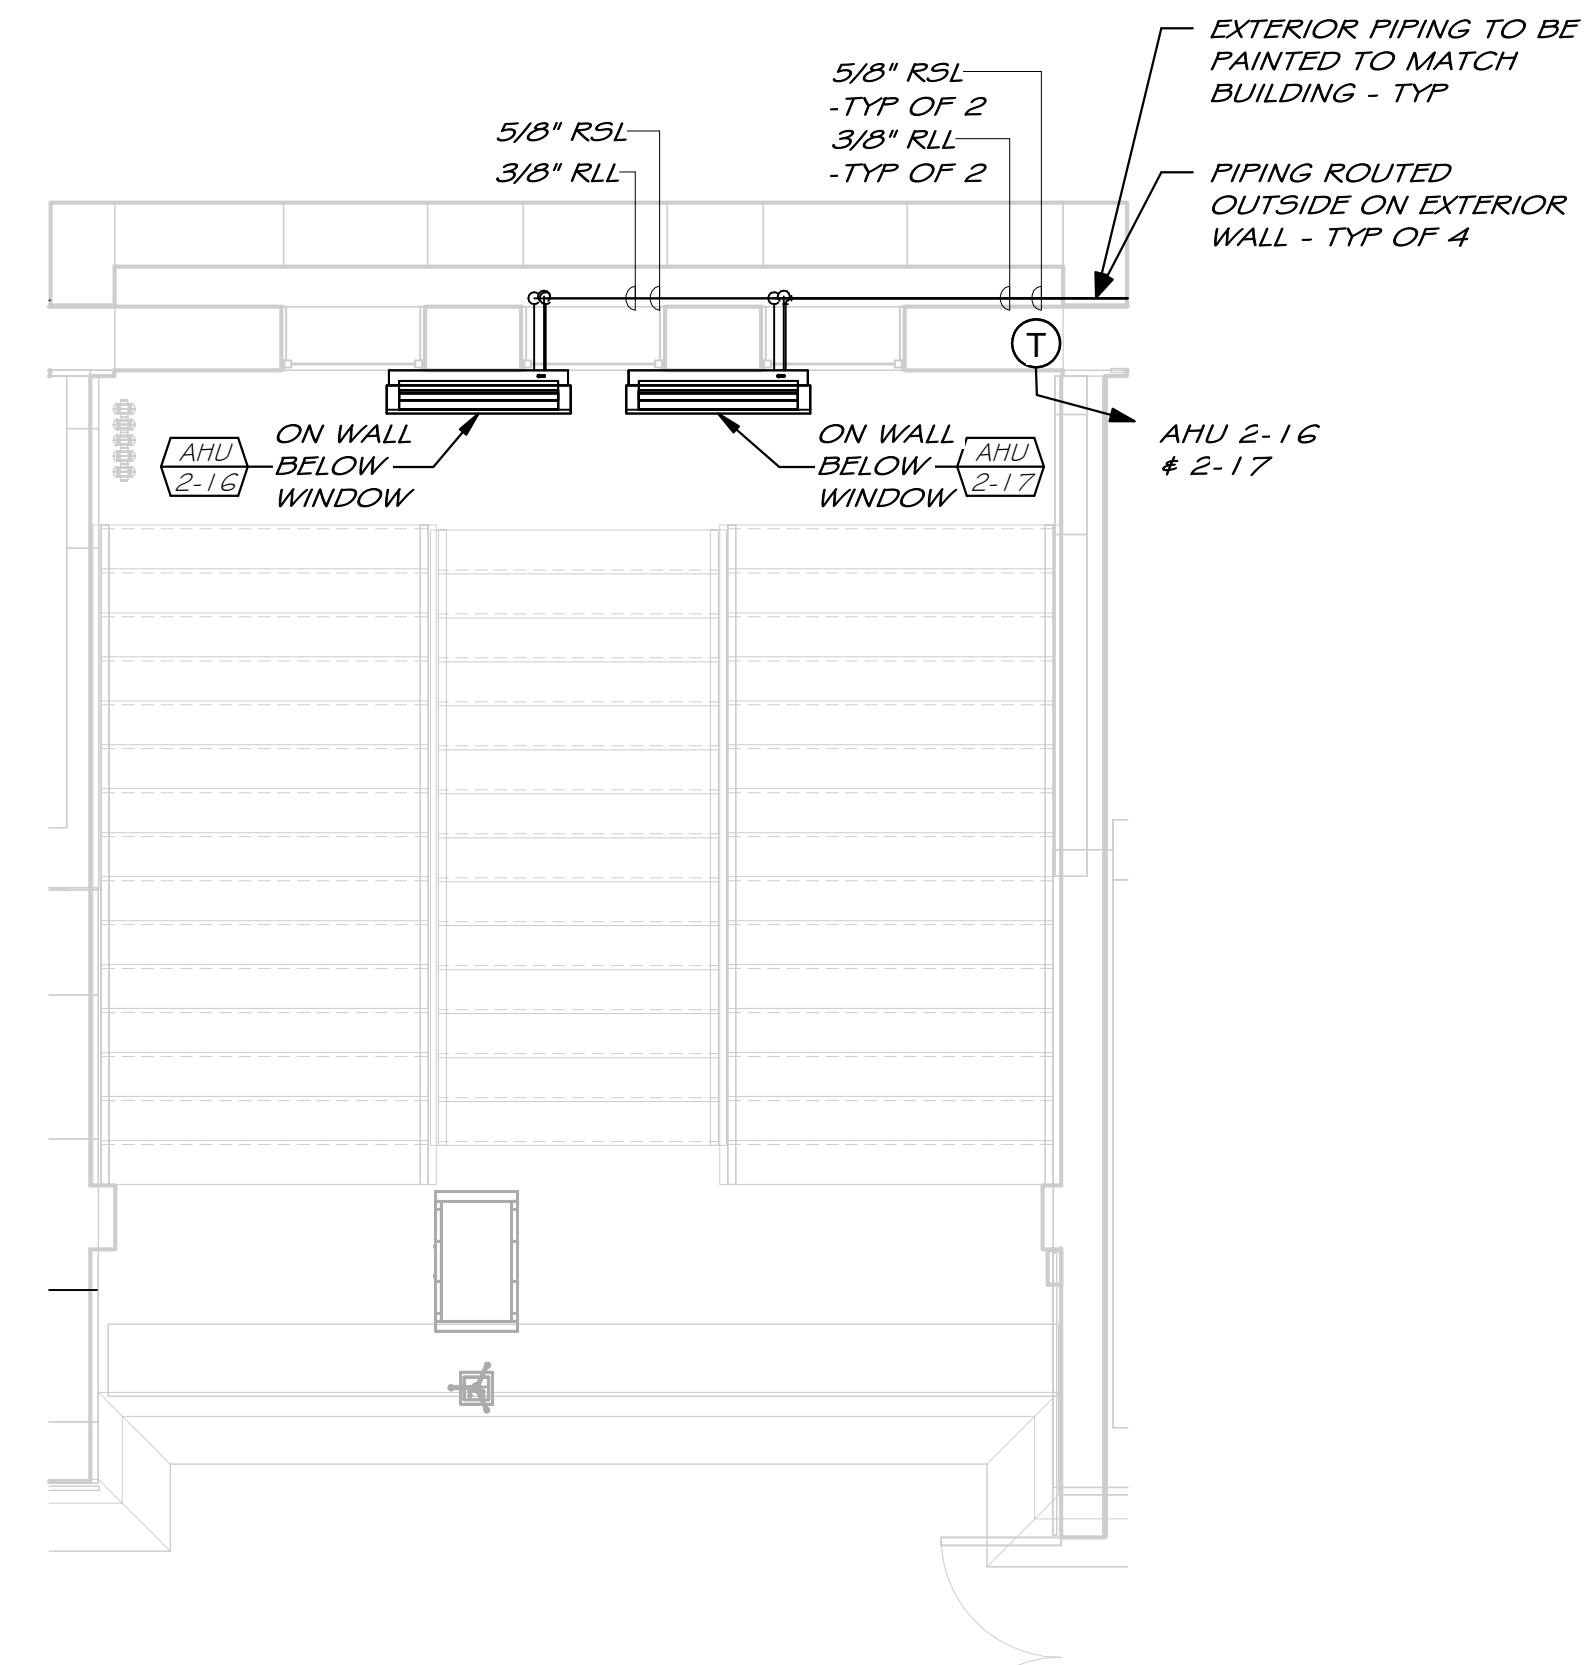 EXTERIOR PIPING TO BE
PAINTED TO MATCH
BUILDING - TYP
5/8" RSL
-TYP OF 2
3/8" RLL
-TYP OF 2
5/8" RSL
3/8" RLL
PIPING ROUTED
OUTSIDE ON EXTERIOR
WALL - TYP OF 4
T
AHU 2-16
& 2-17
AHU
2-16
ON WALL
BELOW
WINDOW
ON WALL
BELOW
WINDOW
AHU
2-17